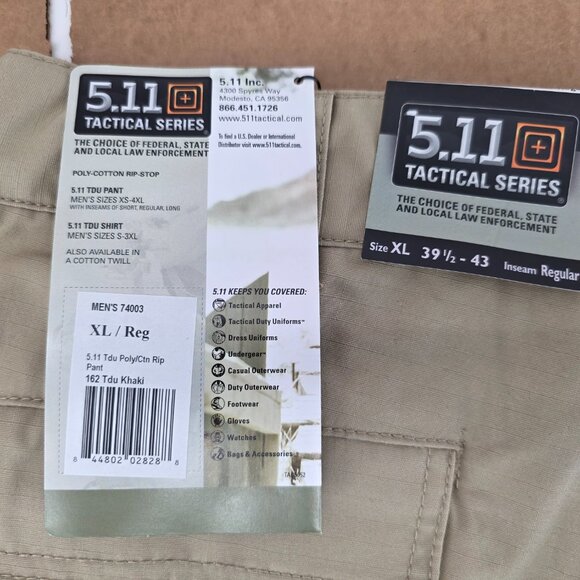 5.11
TACTICAL SERIES®
THE CHOICE OF FEDERAL, STATE
AND LOCAL LAW ENFORCEMENT
POLY-COTTON RIP-STOP
5.11 TDU PANT
MEN'S SIZES XS-4XL
WITH INSEAMS OF SHORT, REGULAR, LONG
5.11 TDU SHIRT
MEN'S SIZES S-3XL
ALSO AVAILABLE IN
A COTTON TWILL
MEN'S 74003
XL / Reg
5.11 Tdu Poly/Ctn Rip
Pant
162 Tdu Khaki
8 44802 02828 8
5.11 Inc.
4300 Spyres Way
Modesto, CA 95356
866.451.1726
www.511tactical.com
To find a U.S. Dealer or International
Distributor visit www.511tactical.com
5.11 KEEPS YOU COVERED:
Tactical Apparel
Tactical Duty Uniforms™
Dress Uniforms
Undergear™
Casual Outerwear
Duty Outerwear
Footwear
Gloves
Watches
Bags & Accessories
5.11
TACTICAL SERIES®
THE CHOICE OF FEDERAL, STATE
AND LOCAL LAW ENFORCEMENT
Size XL 39 ½ - 43 Inseam Regular